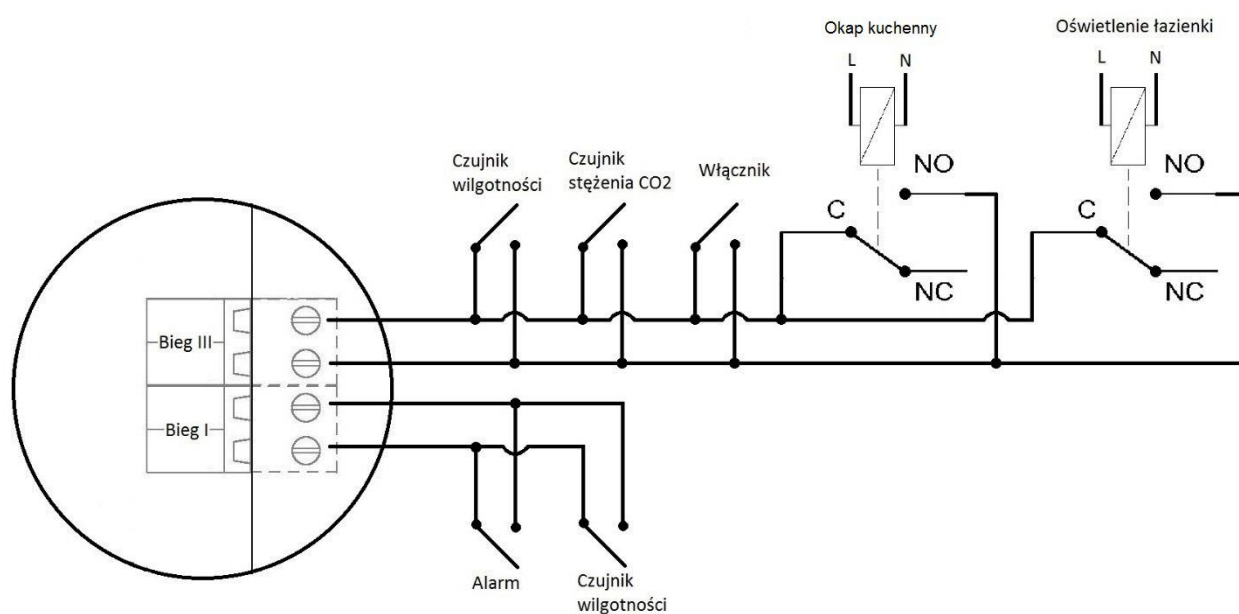 Okap kuchenny
Oświetlenie łazienki
L
N
L
N
Czujnik
wilgotności
Czujnik
stężenia CO2
Włącznik
NO
NO
C
C
NC
NC
Bieg III
Bieg I
Alarm
Czujnik
wilgotności